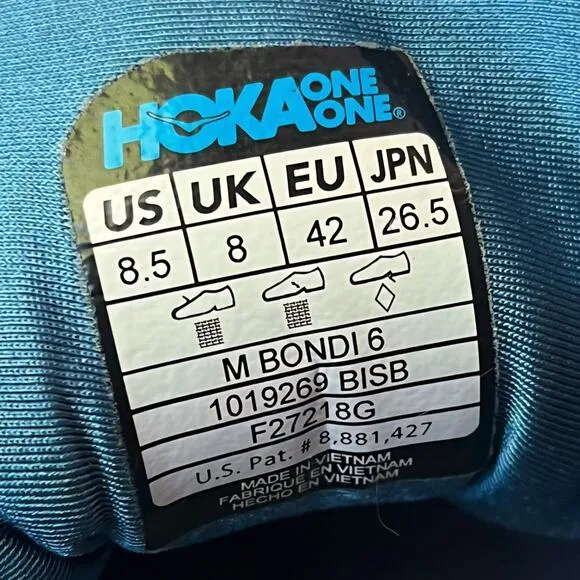 HOKA ONE ONE®
US UK EU JPN
8.5 8 42 26.5
M BONDI 6
1019269 BISB
F27218G
U.S. Pat. # 8,881,427
MADE IN VIETNAM
FABRIQUE EN VIETNAM
HECHO EN VIETNAM